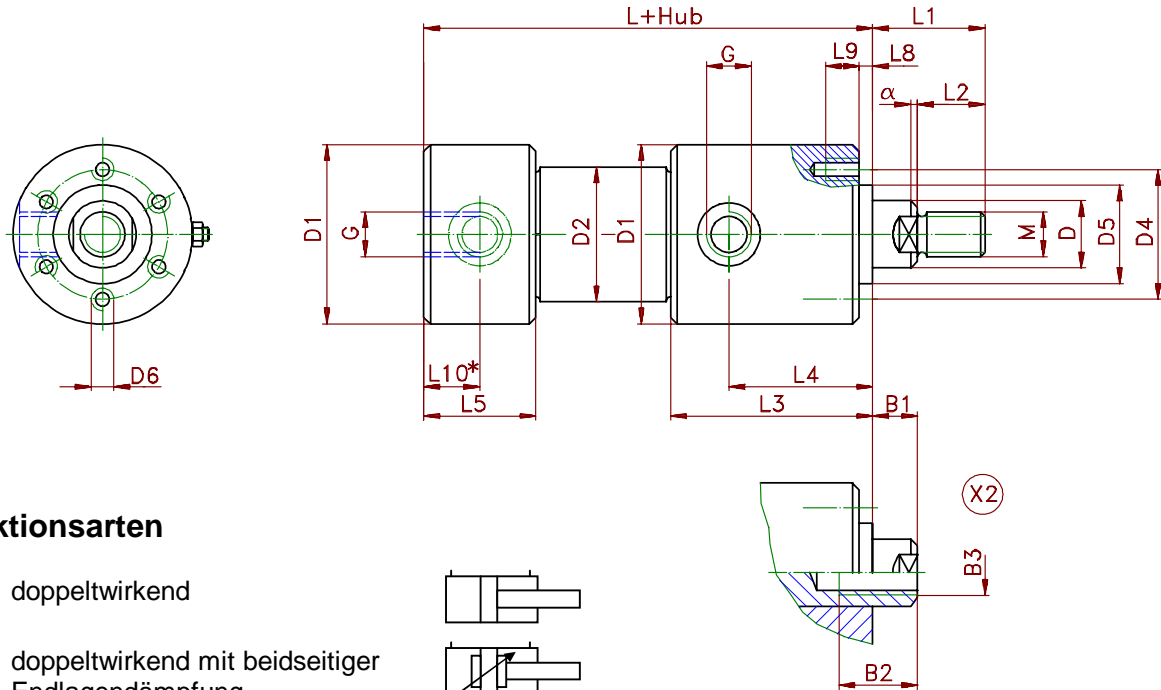 L+Hub
L1
G
L9
L8
α
L2
D1
G
D2
D1
M
D
D5
D4
D6
L10*
L5
L4
L3
B1
X2
B3
B2
ktionsarten
doppeltwirkend
doppeltwirkend mit beidseitiger
Endlagendämpfung